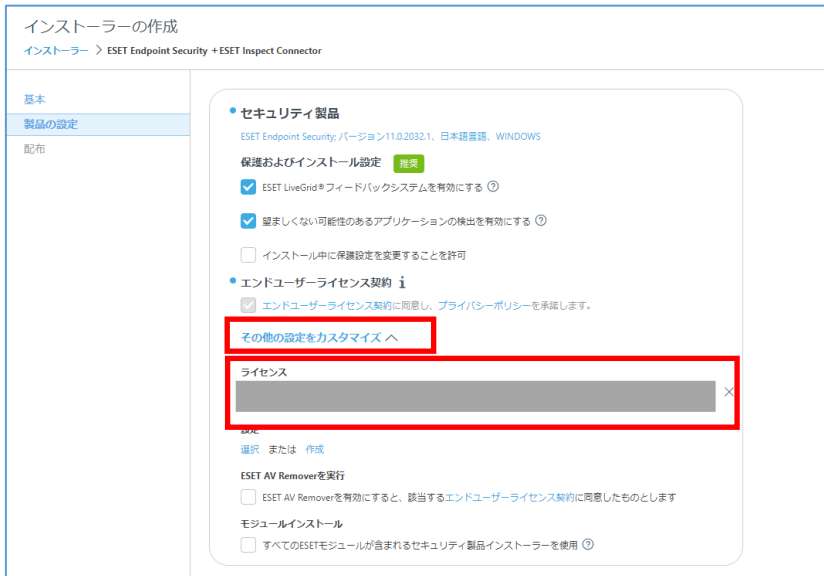 インストーラーの作成
インストーラー > ESET Endpoint Security +ESET Inspect Connector
基本
製品の設定
配布
セキュリティ製品
ESET Endpoint Security; バージョン11.0.2032.1、日本語言語、WINDOWS
保護およびインストール設定 推奨
ESET LiveGrid®フィードバックシステムを有効にする ?
望ましくない可能性のあるアプリケーションの検出を有効にする ?
インストール中に保護設定を変更することを許可
エンドユーザーライセンス契約 i
エンドユーザーライセンス契約に同意し、プライバシーポリシーを承諾します。
その他の設定をカスタマイズ
ライセンス
設定
選択 または 作成
ESET AV Removerを実行
ESET AV Removerを有効にすると、該当するエンドユーザーライセンス契約に同意したものとします
モジュールインストール
すべてのESETモジュールが含まれるセキュリティ製品インストーラーを使用 ?